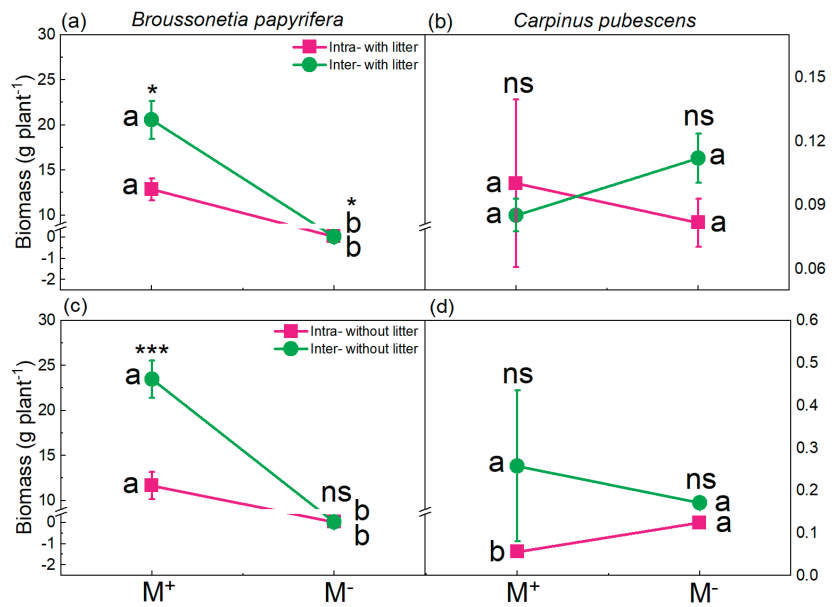 Broussonetia papyrifera
Carpinus pubescens
(a)
Biomass (g plant⁻¹)
30
25
20
15
10
0
-2
Intra- with litter
Inter- with litter
*
a
a
*
b
b
(b)
ns
a
a
ns
a
a
0.15
0.12
0.09
0.06
(c)
Biomass (g plant⁻¹)
30
25
20
15
10
0
-2
Intra- without litter
Inter- without litter
***
a
a
ns
b
b
(d)
ns
a
b
ns
a
a
0.6
0.5
0.4
0.3
0.2
0.1
0.0
M⁺
M⁻
M⁺
M⁻